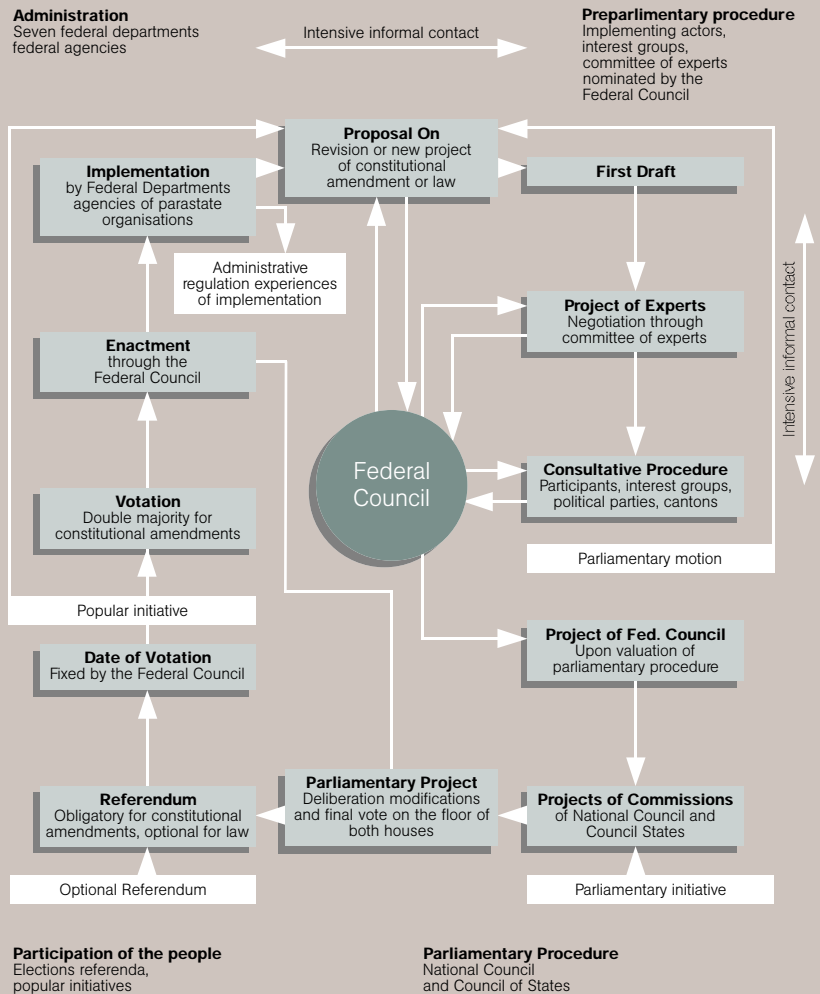 Administration
Seven federal departments
federal agencies
Intensive informal contact
Preparlimentary procedure
Implementing actors,
interest groups,
committee of experts
nominated by the
Federal Council
Proposal On
Revision or new project
of constitutional
amendment or law
Implementation
by Federal Departments
agencies of parastate
organisations
First Draft
Administrative
regulation experiences
of implementation
Intensive informal contact
Project of Experts
Negotiation through
committee of experts
Enactment
through the
Federal Council
Federal
Council
Consultative Procedure
Participants, interest groups,
political parties, cantons
Votation
Double majority for
constitutional amendments
Parliamentary motion
Popular initiative
Project of Fed. Council
Upon valuation of
parliamentary procedure
Date of Votation
Fixed by the Federal Council
Referendum
Obligatory for constitutional
amendments, optional for law
Parliamentary Project
Deliberation modifications
and final vote on the floor of
both houses
Projects of Commissions
of National Council and
Council States
Optional Referendum
Parliamentary initiative
Participation of the people
Elections referenda,
popular initiatives
Parliamentary Procedure
National Council
and Council of States